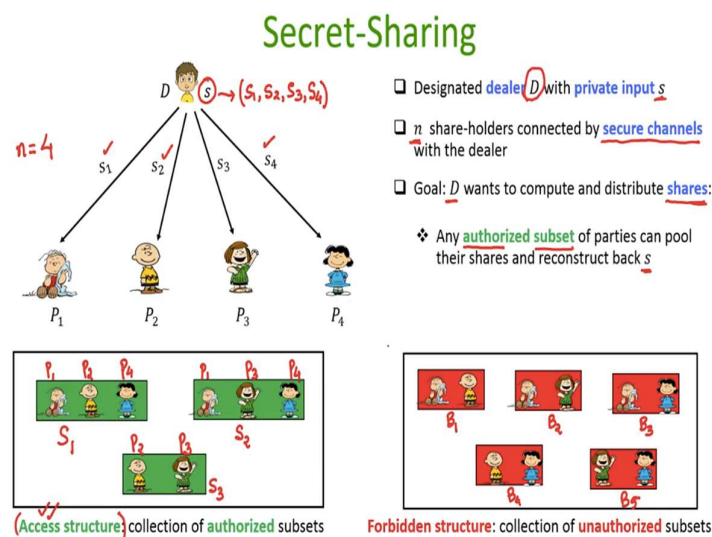 Secret-Sharing
D s → (S1, S2, S3, S4)
n=4
s1 s2 s3 s4
P1 P2 P3 P4
❑ Designated dealer D with private input s
❑ n share-holders connected by secure channels
with the dealer
❑ Goal: D wants to compute and distribute shares:
❖ Any authorized subset of parties can pool
their shares and reconstruct back s
P1 P2 P4
S1
P1 P3 P4
S2
P2 P3
S3
(Access structure): collection of authorized subsets
B1 B2 B3
B4 B5
Forbidden structure: collection of unauthorized subsets